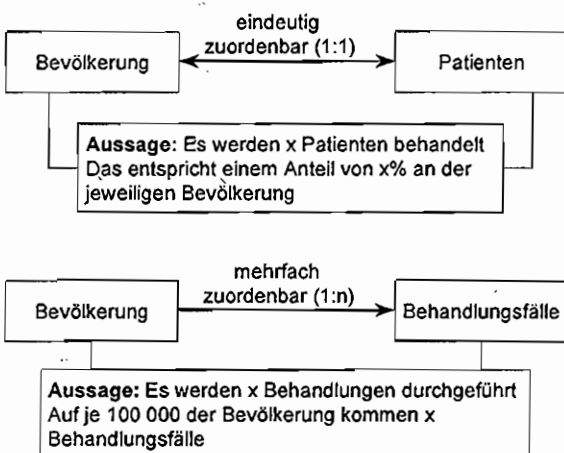 eindeutig
zuordenbar (1:1)
Bevölkerung
Patienten
Aussage: Es werden x Patienten behandelt
Das entspricht einem Anteil von x% an der
jeweiligen Bevölkerung
mehrfach
zuordenbar (1:n)
Bevölkerung
Behandlungsfälle
Aussage: Es werden x Behandlungen durchgeführt
Auf je 100 000 der Bevölkerung kommen x
Behandlungsfälle